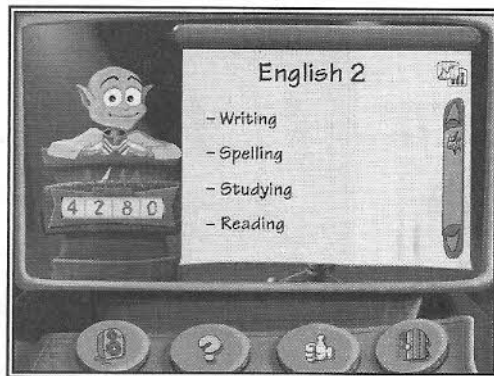 English 2
– Writing
– Spelling
– Studying
– Reading
4280
?